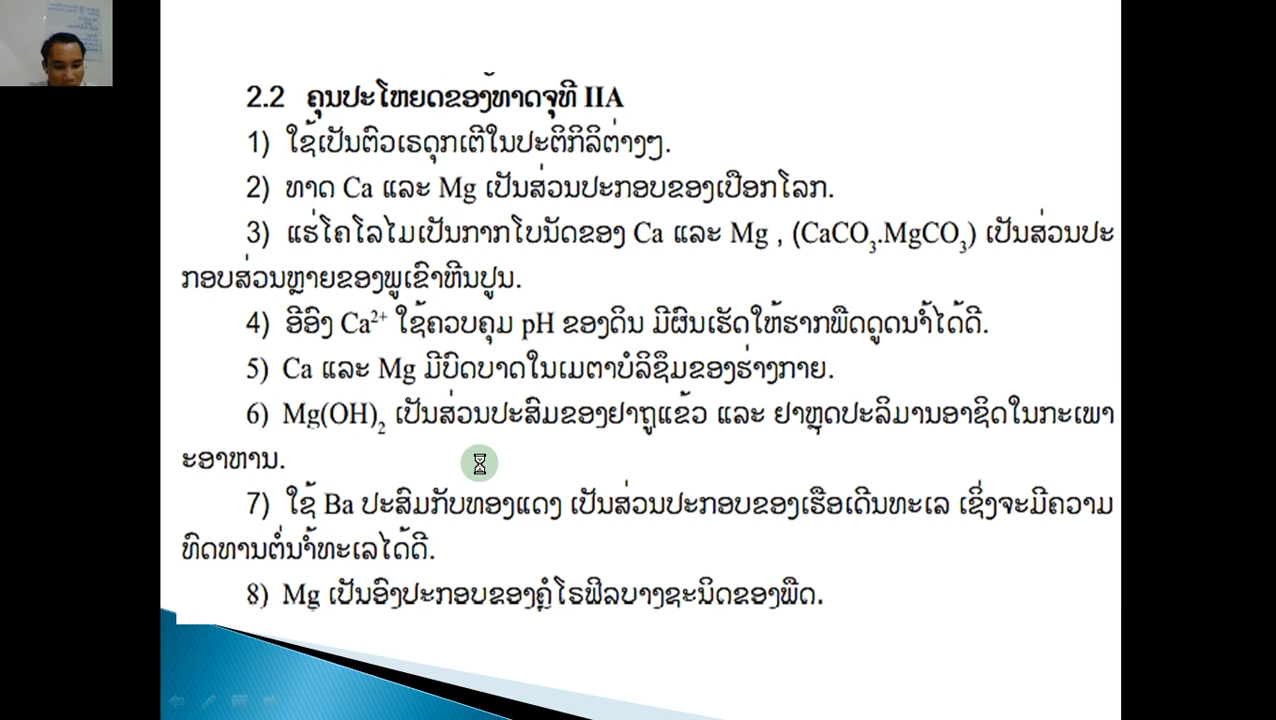 2.2 ຄຸນປະໂຫຍດຂອງທາດຈຸທີ IIA
1) ໃຊ້ເປັນຕົວເຣດຸກເຕີໃນປະຕິກິລິຕ່າງໆ.
2) ທາດ Ca ແລະ Mg ເປັນສ່ວນປະກອບຂອງເປືອກໂລກ.
3) ແຮ່ໂຄໂລໄມເປັນກາກໂບນັດຂອງ Ca ແລະ Mg , (CaCO₃.MgCO₃) ເປັນສ່ວນປະ
ກອບສ່ວນຫຼາຍຂອງພູເຂົາຫີນປູນ.
4) ອີອົງ Ca²⁺ ໃຊ້ຄວບຄຸມ pH ຂອງດິນ ມີຜົນເຮັດໃຫ້ຮາກພືດດູດນ້ຳໄດ້ດີ.
5) Ca ແລະ Mg ມີບົດບາດໃນເມຕາບໍລິຊຶມຂອງຮ່າງກາຍ.
6) Mg(OH)₂ ເປັນສ່ວນປະສົມຂອງຢາຖູແຂ້ວ ແລະ ຢາຫຼຸດປະລິມານອາຊິດໃນກະເພາ
ະອາຫານ.
7) ໃຊ້ Ba ປະສົມກັບທອງແດງ ເປັນສ່ວນປະກອບຂອງເຮືອເດີນທະເລ ເຊິ່ງຈະມີຄວາມ
ທົດທານຕໍ່ນ້ຳທະເລໄດ້ດີ.
8) Mg ເປັນອົງປະກອບຂອງຄຼໍໂຣຟິລບາງຊະນິດຂອງພືດ.